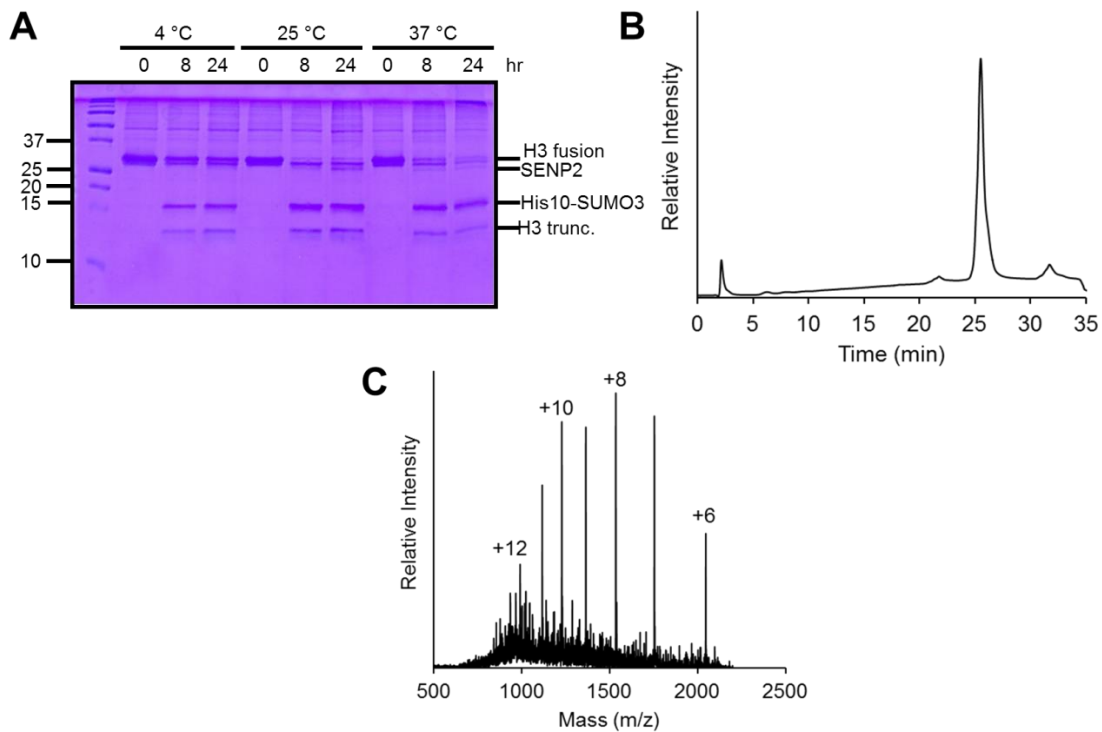 A
4 °C 25 °C 37 °C
0 8 24 0 8 24 0 8 24 hr
37
25
20
15
10
H3 fusion
SENP2
His10-SUMO3
H3 trunc.
B
Relative Intensity
0 5 10 15 20 25 30 35
Time (min)
C
+12
+10
+8
+6
Relative Intensity
500 1000 1500 2000 2500
Mass (m/z)